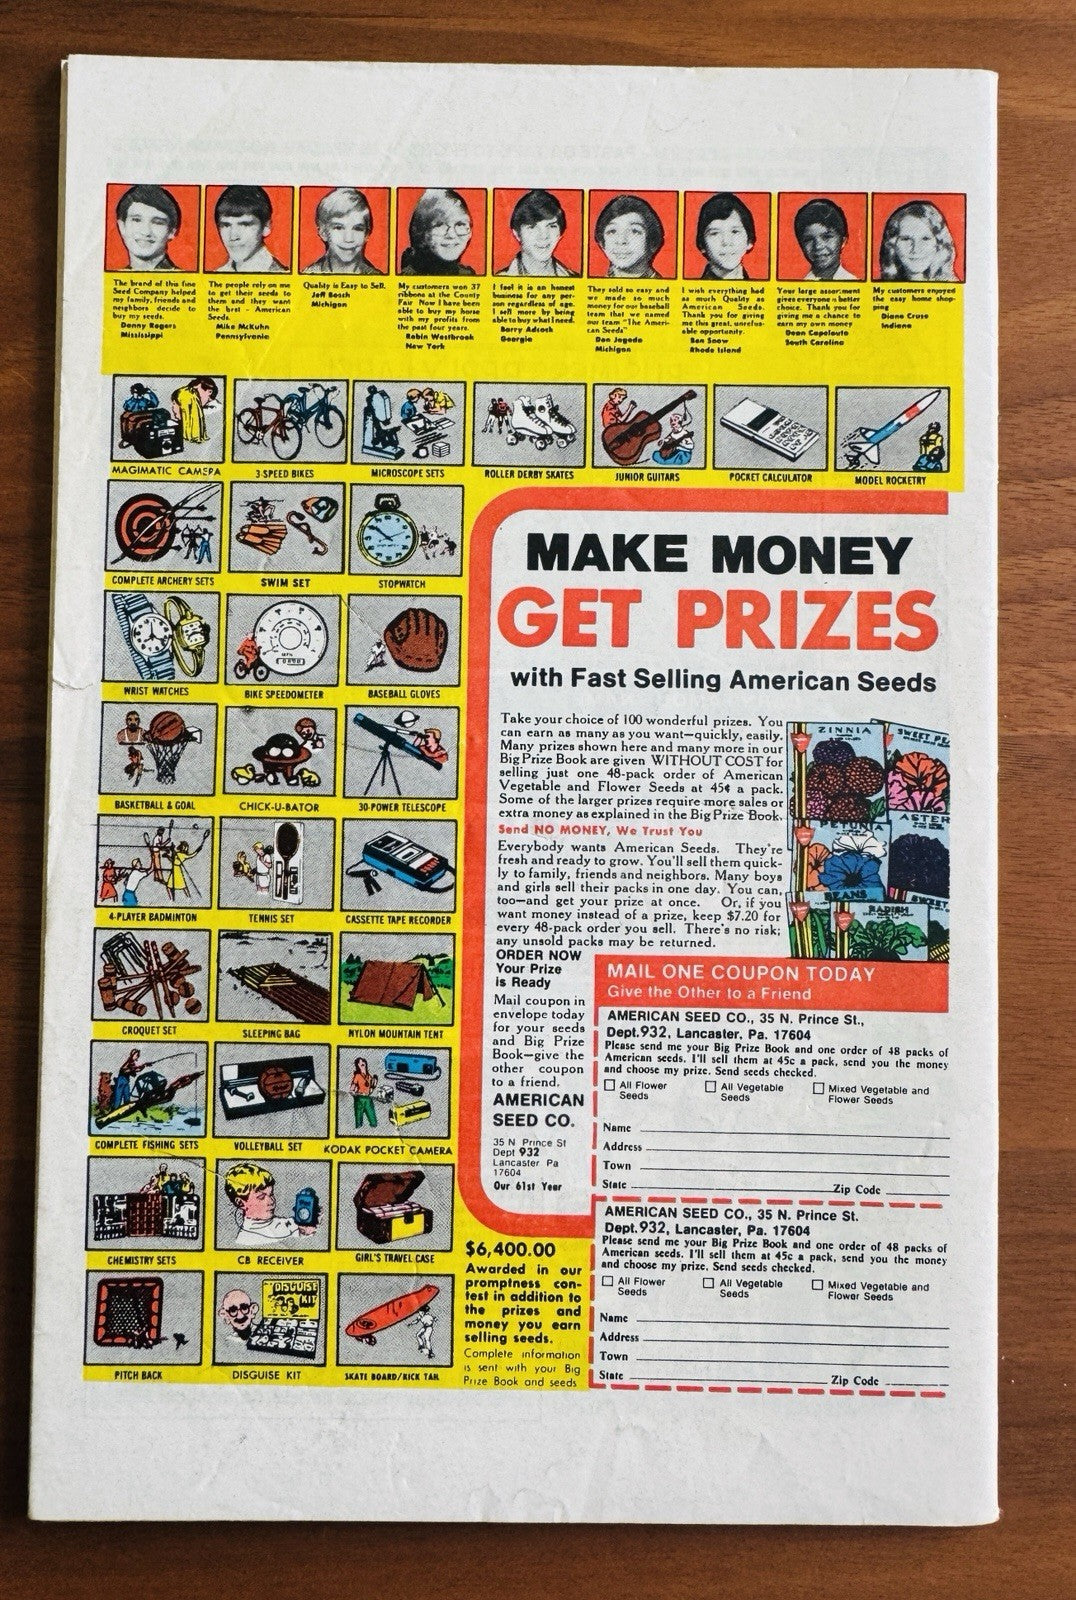 The brand of this fine
Seed Company helped
my family, friends and
neighbors decide to
buy my seeds.
Danny Rogers
Mississippi
The people rely on me
to get their seeds to
them and they want
the best - American
Seeds.
Mike McKuhn
Pennsylvania
Quality is Easy to Sell.
Jeff Bosch
Michigan
My customers won 37
ribbons at the County
Fair Now I have been
able to buy my horse
with my profits from
the past four years.
Robin Westbrook
New York
I feel it is an honest
business for any per-
son regardless of age.
I sell more by being
able to buy what I need.
Barry Adcock
Georgia
They sold so easy and
we made so much
money for our baseball
team that we named
our team "The Ameri-
can Seeds"
Don Jagoda
Michigan
I wish everything had
as much Quality as
American Seeds.
Thank you for giving
me this great, unrefus-
able opportunity.
Ben Snow
Rhode Island
Your large assortment
gives everyone a better
choice. Thank you for
giving me a chance to
earn my own money
Dean Capolouto
South Carolina
My customers enjoyed
the easy home shop-
ping
Diane Cruse
Indiana
MAGIMATIC CAMERA
3-SPEED BIKES
MICROSCOPE SETS
ROLLER DERBY SKATES
JUNIOR GUITARS
POCKET CALCULATOR
MODEL ROCKETRY
COMPLETE ARCHERY SETS
SWIM SET
STOPWATCH
WRIST WATCHES
BIKE SPEEDOMETER
BASEBALL GLOVES
BASKETBALL & GOAL
CHICK-U-BATOR
30-POWER TELESCOPE
4-PLAYER BADMINTON
TENNIS SET
CASSETTE TAPE RECORDER
CROQUET SET
SLEEPING BAG
NYLON MOUNTAIN TENT
COMPLETE FISHING SETS
VOLLEYBALL SET
KODAK POCKET CAMERA
CHEMISTRY SETS
CB RECEIVER
GIRL'S TRAVEL CASE
PITCH BACK
DISGUISE
KIT
DISGUISE KIT
SKATE BOARD/KICK TAIL
MAKE MONEY
GET PRIZES
with Fast Selling American Seeds
Take your choice of 100 wonderful prizes. You
can earn as many as you want—quickly, easily.
Many prizes shown here and many more in our
Big Prize Book are given WITHOUT COST for
selling just one 48-pack order of American
Vegetable and Flower Seeds at 45¢ a pack.
Some of the larger prizes require more sales or
extra money as explained in the Big Prize Book.
Send NO MONEY, We Trust You
Everybody wants American Seeds. They're
fresh and ready to grow. You'll sell them quick-
ly to family, friends and neighbors. Many boys
and girls sell their packs in one day. You can,
too—and get your prize at once. Or, if you
want money instead of a prize, keep $7.20 for
every 48-pack order you sell. There's no risk;
any unsold packs may be returned.
ZINNIA
SWEET PE
PETUNIA
ASTER
BEANS
RADISH
SWEET
ORDER NOW
Your Prize
is Ready
Mail coupon in
envelope today
for your seeds
and Big Prize
Book—give the
other coupon
to a friend.
AMERICAN
SEED CO.
35 N Prince St
Dept 932
Lancaster Pa
17604
Our 61st Year
$6,400.00
Awarded in our
promptness con-
test in addition to
the prizes and
money you earn
selling seeds.
Complete information
is sent with your Big
Prize Book and seeds
MAIL ONE COUPON TODAY
Give the Other to a Friend
AMERICAN SEED CO., 35 N. Prince St.,
Dept.932, Lancaster, Pa. 17604
Please send me your Big Prize Book and one order of 48 packs of
American seeds. I'll sell them at 45c a pack, send you the money
and choose my prize. Send seeds checked.
All Flower
Seeds
All Vegetable
Seeds
Mixed Vegetable and
Flower Seeds
Name
Address
Town
State Zip Code
AMERICAN SEED CO., 35 N. Prince St.
Dept.932, Lancaster, Pa. 17604
Please send me your Big Prize Book and one order of 48 packs of
American seeds. I'll sell them at 45c a pack, send you the money
and choose my prize. Send seeds checked.
All Flower
Seeds
All Vegetable
Seeds
Mixed Vegetable and
Flower Seeds
Name
Address
Town
State Zip Code